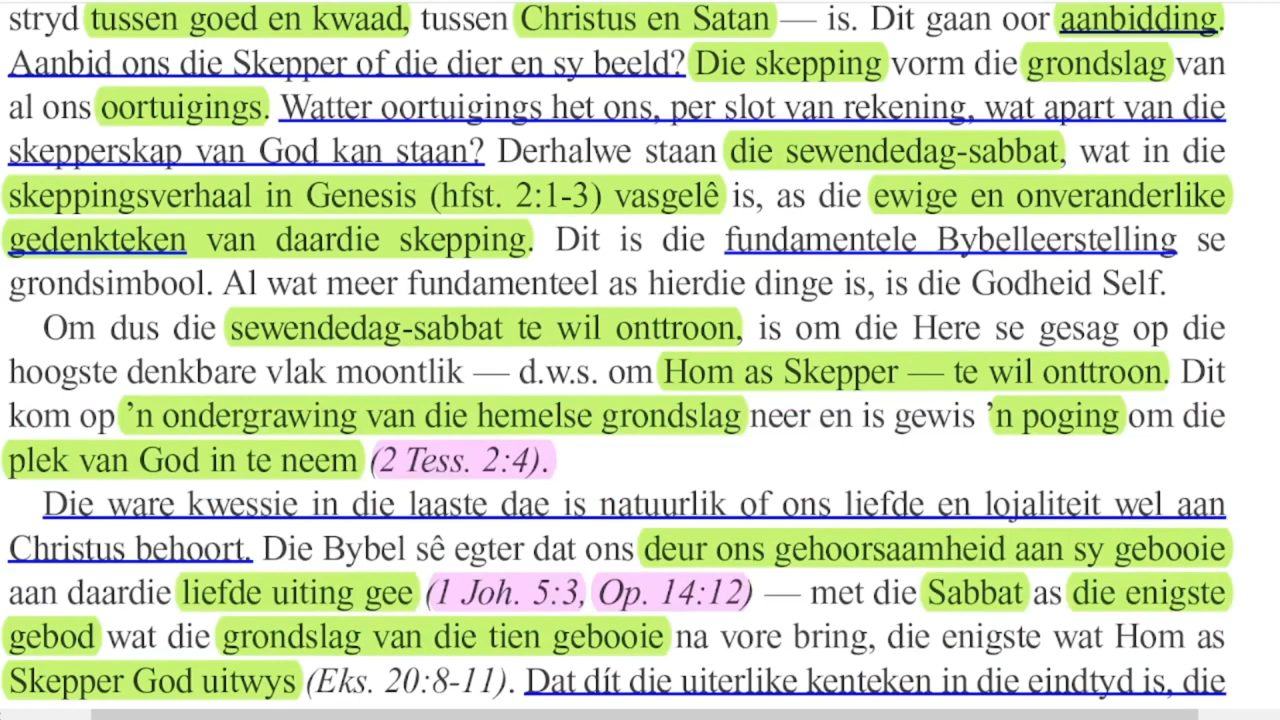 stryd tussen goed en kwaad, tussen Christus en Satan — is. Dit gaan oor aanbidding.
Aanbid ons die Skepper of die dier en sy beeld? Die skepping vorm die grondslag van
al ons oortuigings. Watter oortuigings het ons, per slot van rekening, wat apart van die
skepperskap van God kan staan? Derhalwe staan die sewendedag-sabbat, wat in die
skeppingsverhaal in Genesis (hfst. 2:1-3) vasgelê is, as die ewige en onveranderlike
gedenkteken van daardie skepping. Dit is die fundamentele Bybelleerstelling se
grondsimbool. Al wat meer fundamenteel as hierdie dinge is, is die Godheid Self.
Om dus die sewendedag-sabbat te wil onttroon, is om die Here se gesag op die
hoogste denkbare vlak moontlik — d.w.s. om Hom as Skepper — te wil onttroon. Dit
kom op ’n ondergrawing van die hemelse grondslag neer en is gewis ’n poging om die
plek van God in te neem (2 Tess. 2:4).
Die ware kwessie in die laaste dae is natuurlik of ons liefde en lojaliteit wel aan
Christus behoort. Die Bybel sê egter dat ons deur ons gehoorsaamheid aan sy gebooie
aan daardie liefde uiting gee (1 Joh. 5:3, Op. 14:12) — met die Sabbat as die enigste
gebod wat die grondslag van die tien gebooie na vore bring, die enigste wat Hom as
Skepper God uitwys (Eks. 20:8-11). Dat dít die uiterlike kenteken in die eindtyd is, die